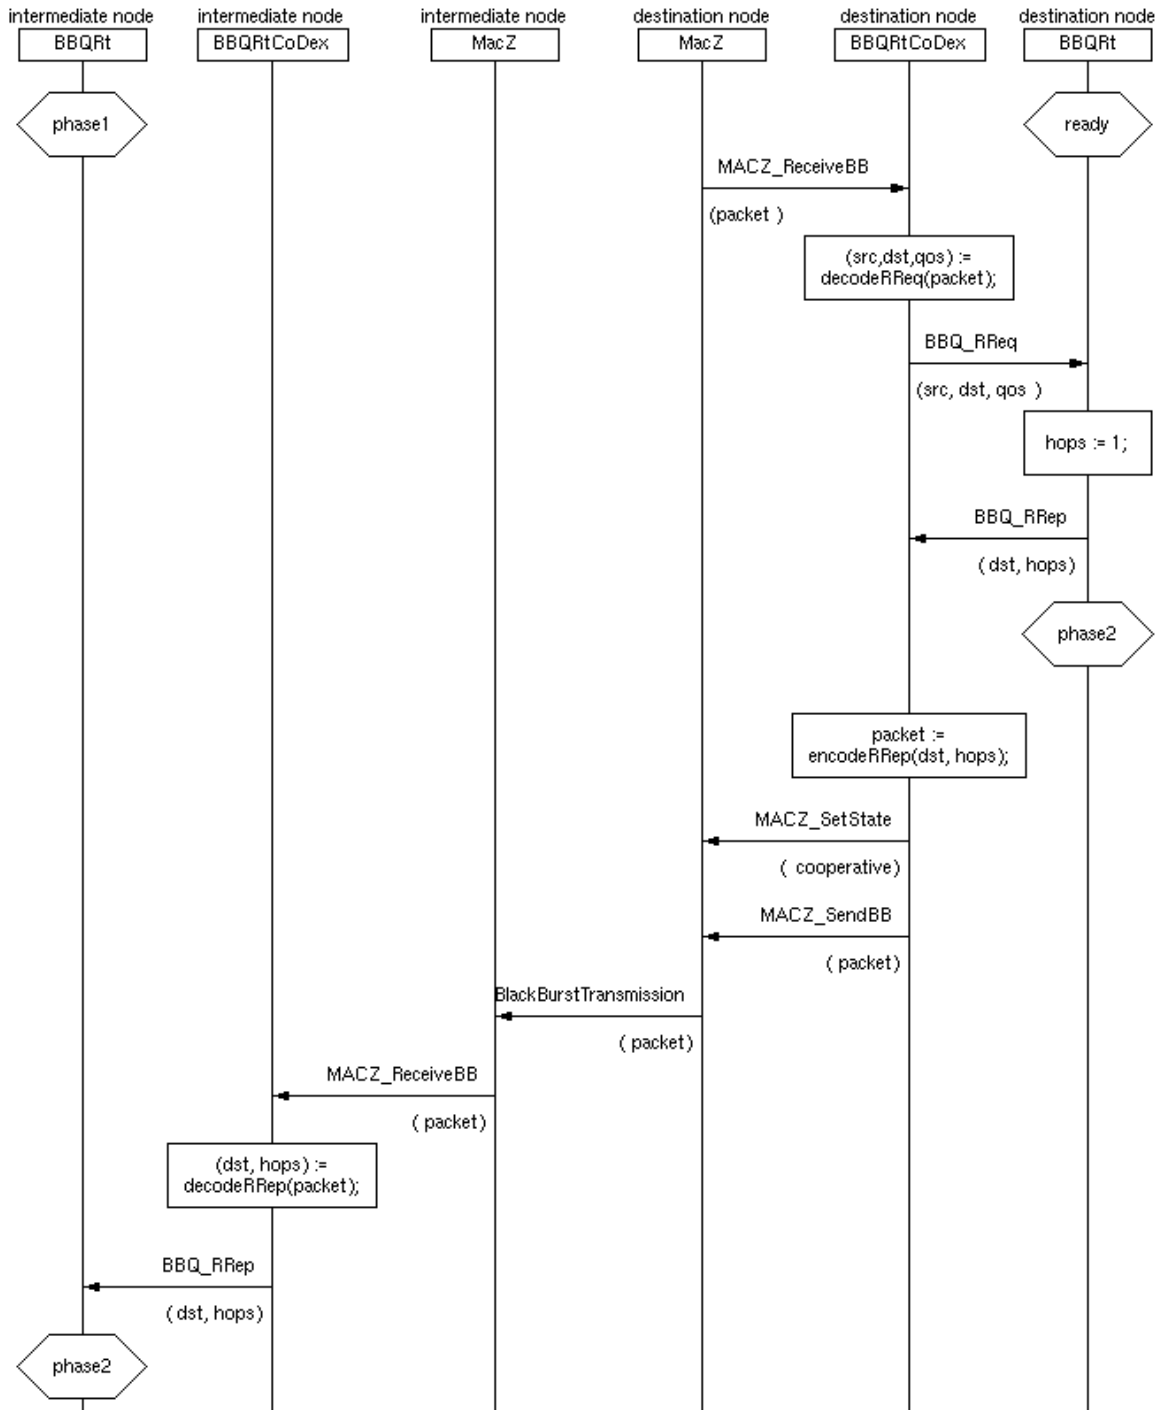 intermediate node intermediate node intermediate node destination node destination node destination node
BBQRt BBQRtCoDex MacZ MacZ BBQRtCoDex BBQRt
phase1 ready
MACZ_ReceiveBB
(packet )
(src,dst,qos) :=
decodeRReq(packet);
BBQ_RReq
(src, dst, qos )
hops := 1;
BBQ_RRep
( dst, hops)
phase2
packet :=
encodeRRep(dst, hops);
MACZ_SetState
( cooperative)
MACZ_SendBB
( packet)
BlackBurstTransmission
( packet)
MACZ_ReceiveBB
( packet)
(dst, hops) :=
decodeRRep(packet);
BBQ_RRep
( dst, hops)
phase2